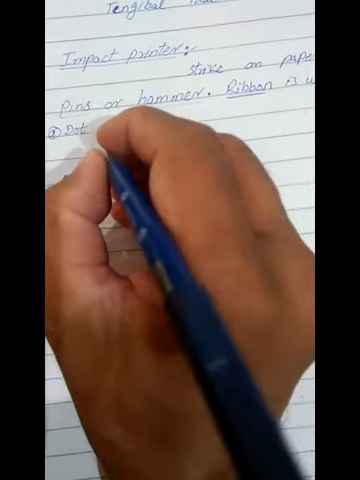 Tengibal
Impact printer:-
Strike on pape
Pins or hammer. Ribbon is u
① Dot